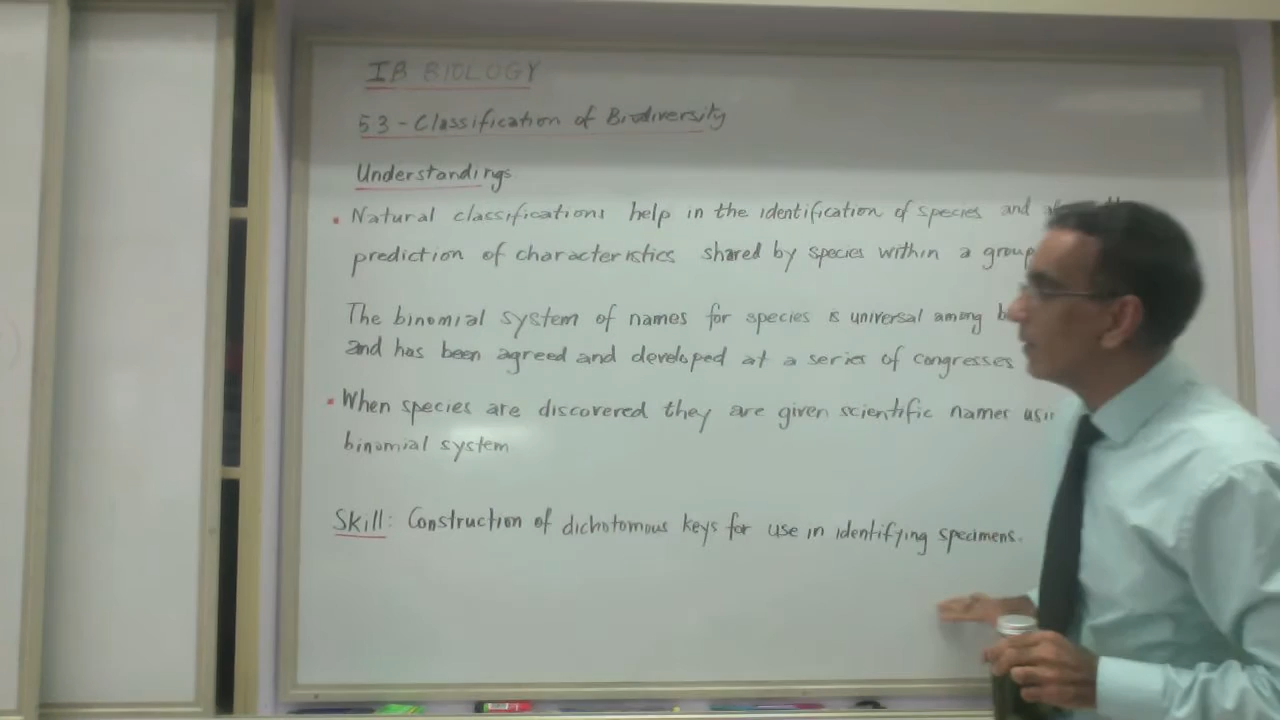 IB BIOLOGY
5.3 - Classification of Biodiversity
Understandings
• Natural classifications help in the identification of species and
prediction of characteristics shared by species within a group
The binomial system of names for species is universal among
and has been agreed and developed at a series of congresses
• When species are discovered they are given scientific names
binomial system
Skill: Construction of dichotomous keys for use in identifying specimens.